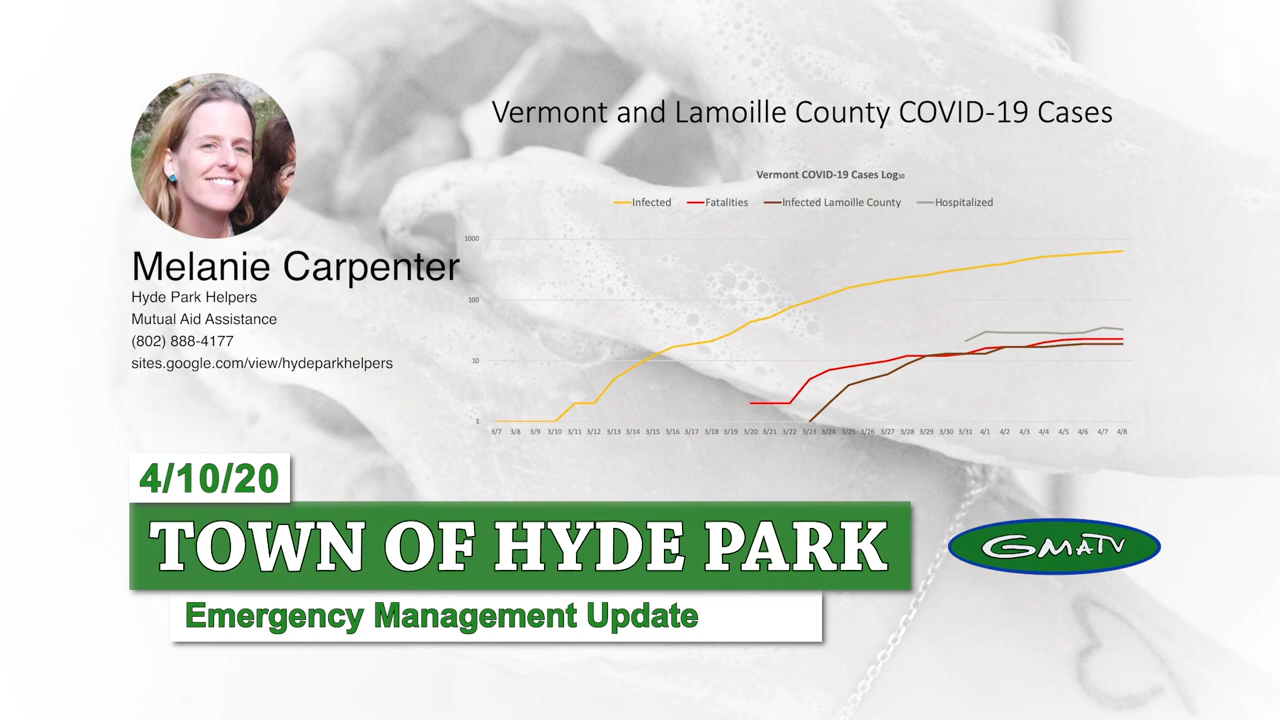 Melanie Carpenter
Hyde Park Helpers
Mutual Aid Assistance
(802) 888-4177
sites.google.com/view/hydeparkhelpers
Vermont and Lamoille County COVID-19 Cases
Vermont COVID-19 Cases Log₁₀
Infected Fatalities Infected Lamoille County Hospitalized
1000
100
10
1
3/7 3/8 3/9 3/10 3/11 3/12 3/13 3/14 3/15 3/16 3/17 3/18 3/19 3/20 3/21 3/22 3/23 3/24 3/25 3/26 3/27 3/28 3/29 3/30 3/31 4/1 4/2 4/3 4/4 4/5 4/6 4/7 4/8
4/10/20
TOWN OF HYDE PARK
Emergency Management Update
GMATV